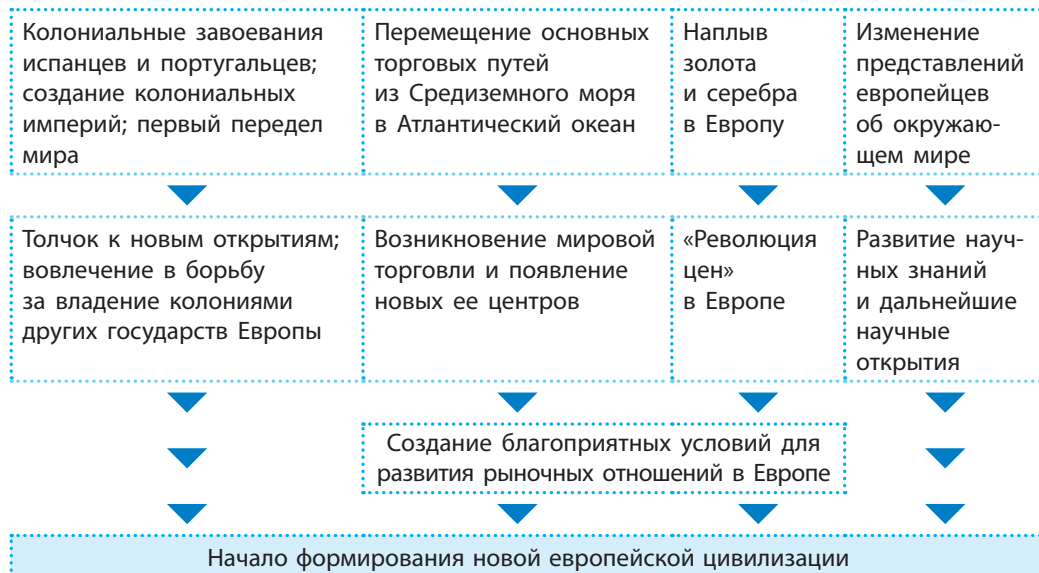 Колониальные завоевания
испанцев и португальцев;
создание колониальных
империй; первый передел
мира
Перемещение основных
торговых путей
из Средиземного моря
в Атлантический океан
Наплыв
золота
и серебра
в Европу
Изменение
представлений
европейцев
об окружаю-
щем мире
Толчок к новым открытиям;
вовлечение в борьбу
за владение колониями
других государств Европы
Возникновение мировой
торговли и появление
новых ее центров
«Революция
цен»
в Европе
Развитие науч-
ных знаний
и дальнейшие
научные
открытия
Создание благоприятных условий для
развития рыночных отношений в Европе
Начало формирования новой европейской цивилизации